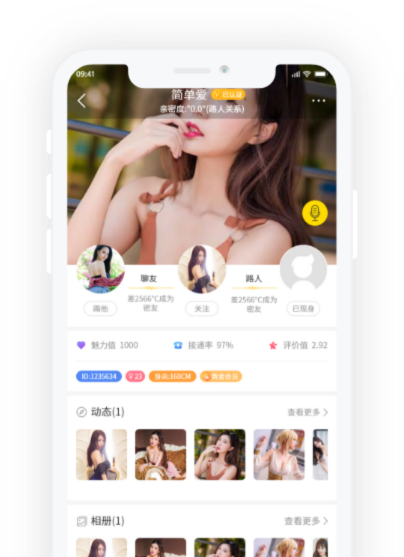 09:41
简单爱 已认证
亲密度:"0.0"(路人关系)
聊友
路人
差2566℃成为
密友
差2566℃成为
密友
嗨他
关注
已现身
魅力值 1000
接通率 97%
评价值 2.92
ID:1235634
23
身高:160CM
黄金会员
动态(1)
查看更多
相册(1)
查看更多